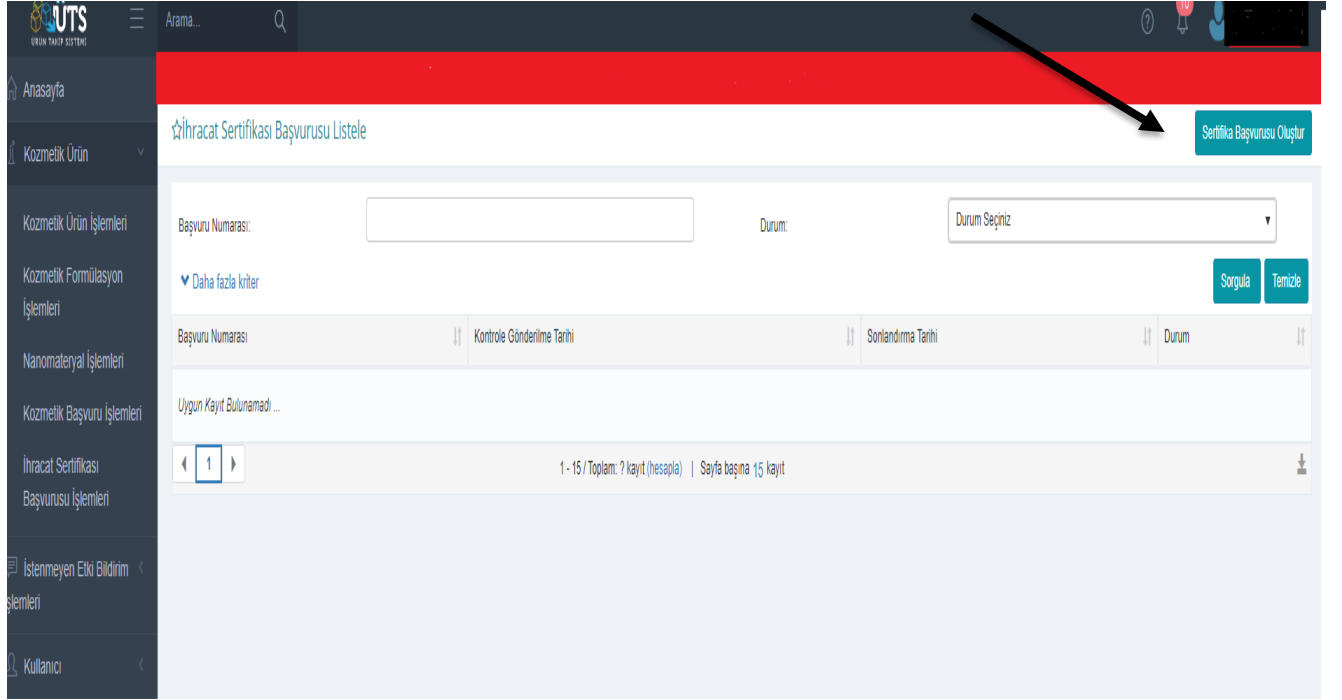 ÜTS
ÜRÜN TAKİP SİSTEMİ
Arama...
10
Anasayfa
Kozmetik Ürün
Kozmetik Ürün İşlemleri
Kozmetik Formülasyon
İşlemleri
Nanomateryal İşlemleri
Kozmetik Başvuru İşlemleri
İhracat Sertifikası
Başvurusu İşlemleri
İstenmeyen Etki Bildirim
şlemleri
Kullanıcı
İhracat Sertifikası Başvurusu Listele
Sertifika Başvurusu Oluştur
Başvuru Numarası:
Durum:
Durum Seçiniz
Daha fazla kriter
Sorgula
Temizle
Başvuru Numarası
Kontrole Gönderilme Tarihi
Sonlandırma Tarihi
Durum
Uygun Kayıt Bulunamadı ...
1
1 - 15 / Toplam: ? kayıt (hesapla) | Sayfa başına 15 kayıt